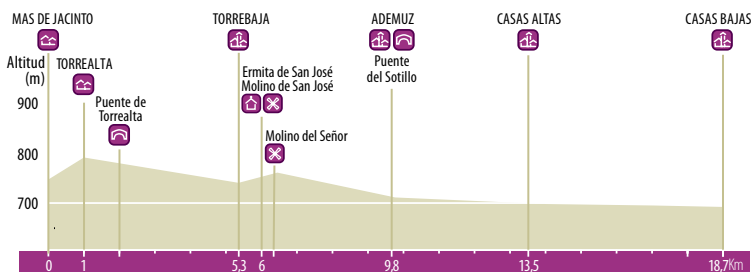 MAS DE JACINTO
TORREBAJA
ADEMUZ
CASAS ALTAS
CASAS BAJAS
Altitud
(m)
TORREALTA
Puente de
Torrealta
Ermita de San José
Molino de San José
Molino del Señor
Puente
del Sotillo
900
800
700
0 1 5,3 6 9,8 13,5 18,7Km